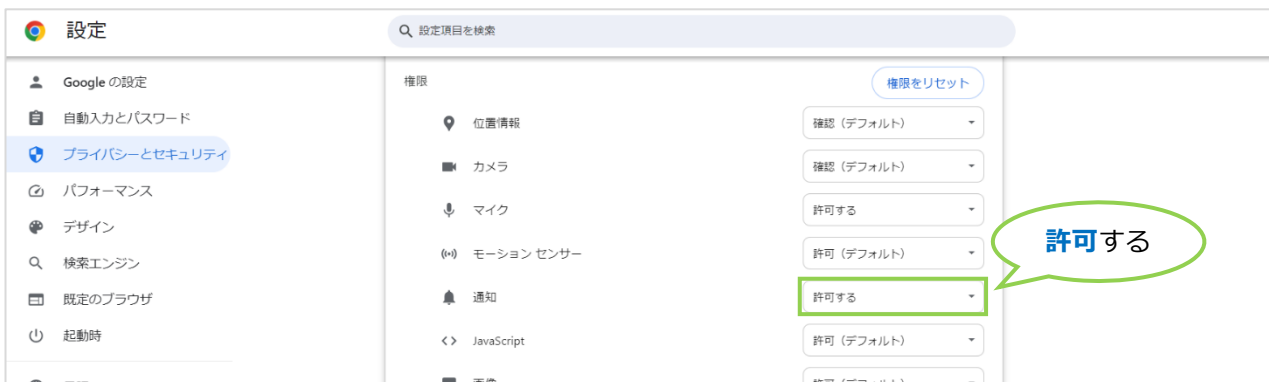 設定
設定項目を検索
Google の設定
自動入力とパスワード
プライバシーとセキュリティ
パフォーマンス
デザイン
検索エンジン
既定のブラウザ
起動時
権限
権限をリセット
位置情報
確認（デフォルト）
カメラ
確認（デフォルト）
マイク
許可する
モーション センサー
許可（デフォルト）
通知
許可する
JavaScript
許可（デフォルト）
許可する